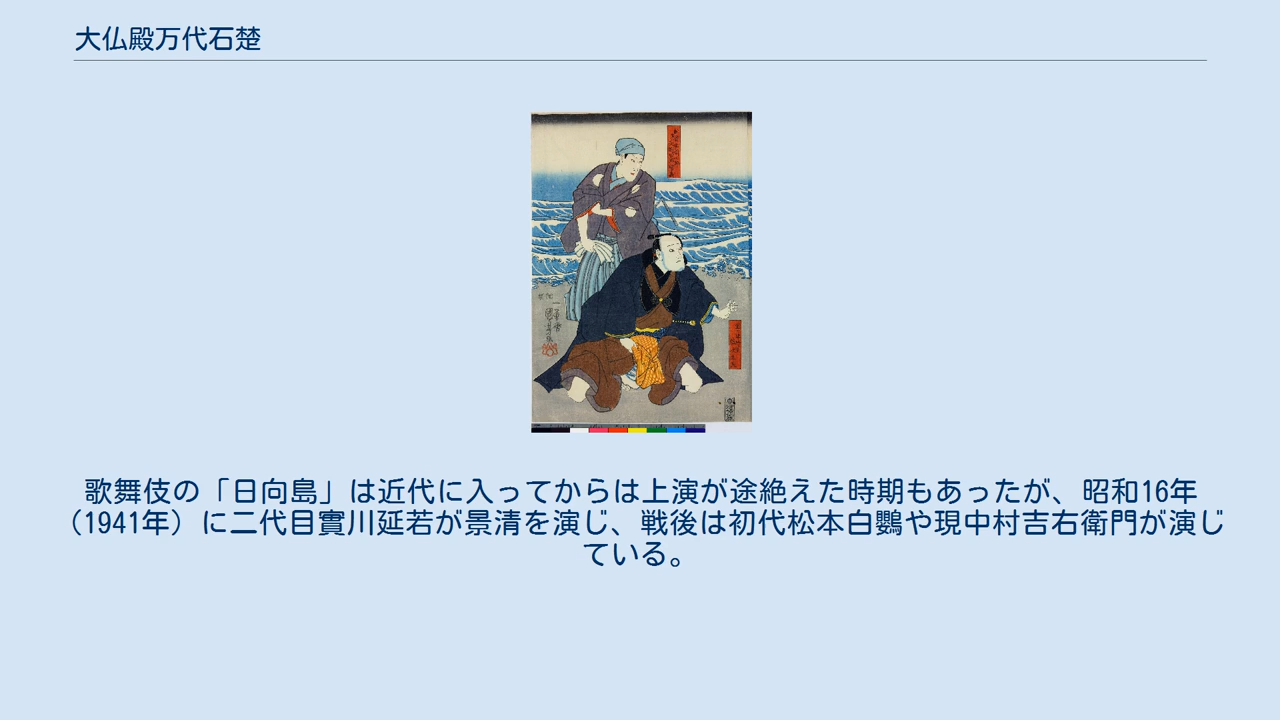 大仏殿万代石楚
歌舞伎の「日向島」は近代に入ってからは上演が途絶えた時期もあったが、昭和16年
（1941年）に二代目實川延若が景清を演じ、戦後は初代松本白鸚や現中村吉右衛門が演じ
ている。